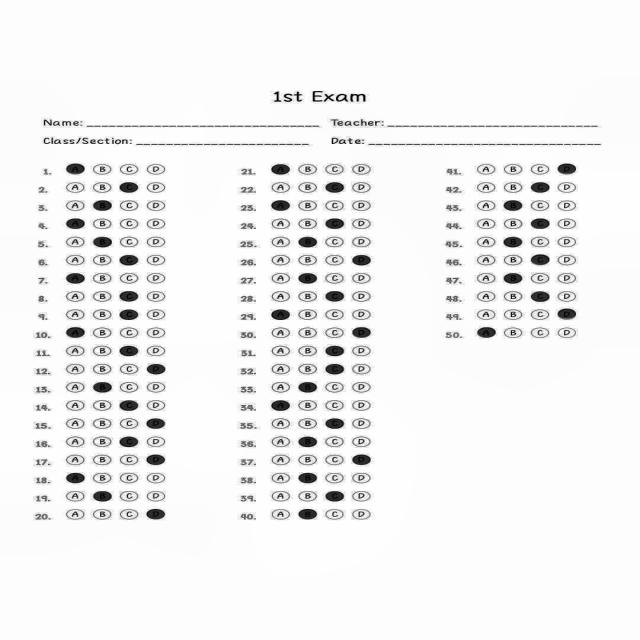 1st Exam
Name: ______________________________ Teacher: ___________________________
Class/Section: ______________________ Date: ______________________________
1. A B C D 21. A B C D 41. A B C D
2. A B C D 22. A B C D 42. A B C D
3. A B C D 23. A B C D 43. A B C D
4. A B C D 24. A B C D 44. A B C D
5. A B C D 25. A B C D 45. A B C D
6. A B C D 26. A B C D 46. A B C D
7. A B C D 27. A B C D 47. A B C D
8. A B C D 28. A B C D 48. A B C D
9. A B C D 29. A B C D 49. A B C D
10. A B C D 30. A B C D 50. A B C D
11. A B C D 31. A B C D
12. A B C D 32. A B C D
13. A B C D 33. A B C D
14. A B C D 34. A B C D
15. A B C D 35. A B C D
16. A B C D 36. A B C D
17. A B C D 37. A B C D
18. A B C D 38. A B C D
19. A B C D 39. A B C D
20. A B C D 40. A B C D